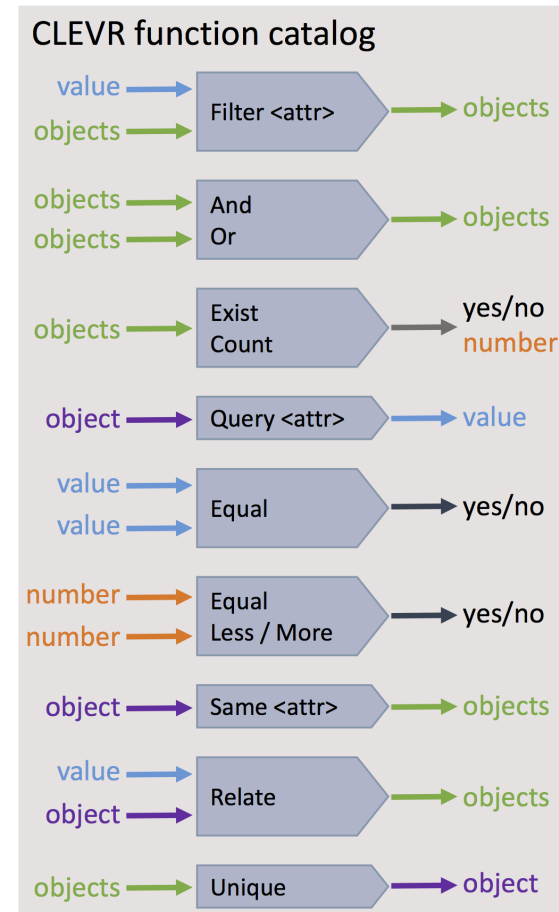 CLEVR function catalog
value
objects
Filter <attr>
objects
objects
objects
And
Or
objects
objects
Exist
Count
yes/no
number
object
Query <attr>
value
value
value
Equal
yes/no
number
number
Equal
Less / More
yes/no
object
Same <attr>
objects
value
object
Relate
objects
objects
Unique
object